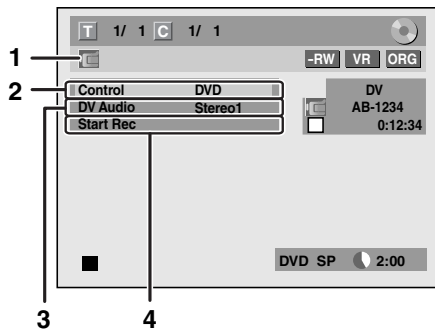 T 1/ 1 C 1/ 1
1
-RW VR ORG
2
Control DVD
DV Audio Stereo1
Start Rec
DV
AB-1234
0:12:34
DVD SP 2:00
3 4